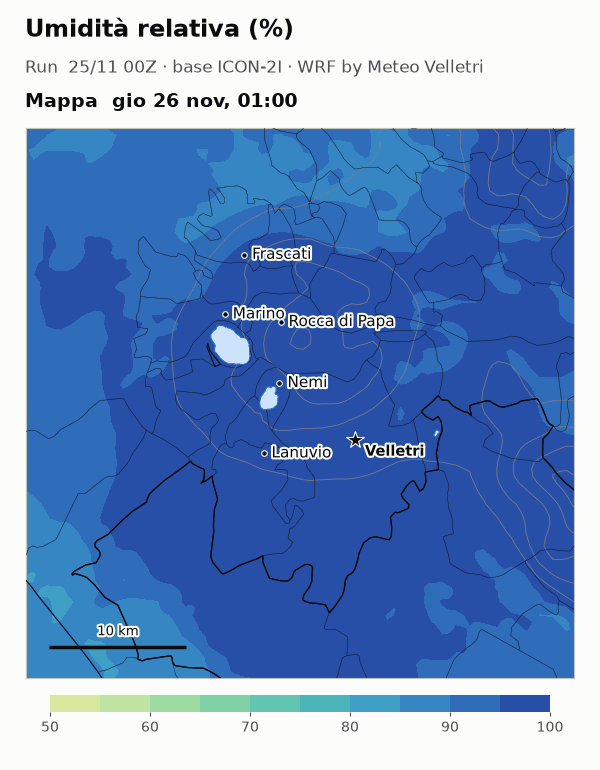 Umidità relativa (%)
Run  25/11 00Z · base ICON-2I · WRF by Meteo Velletri
Mappa  gio 26 nov, 01:00
Frascati
Marino
Rocca di Papa
Nemi
Velletri
Lanuvio
10 km
50 60 70 80 90 100